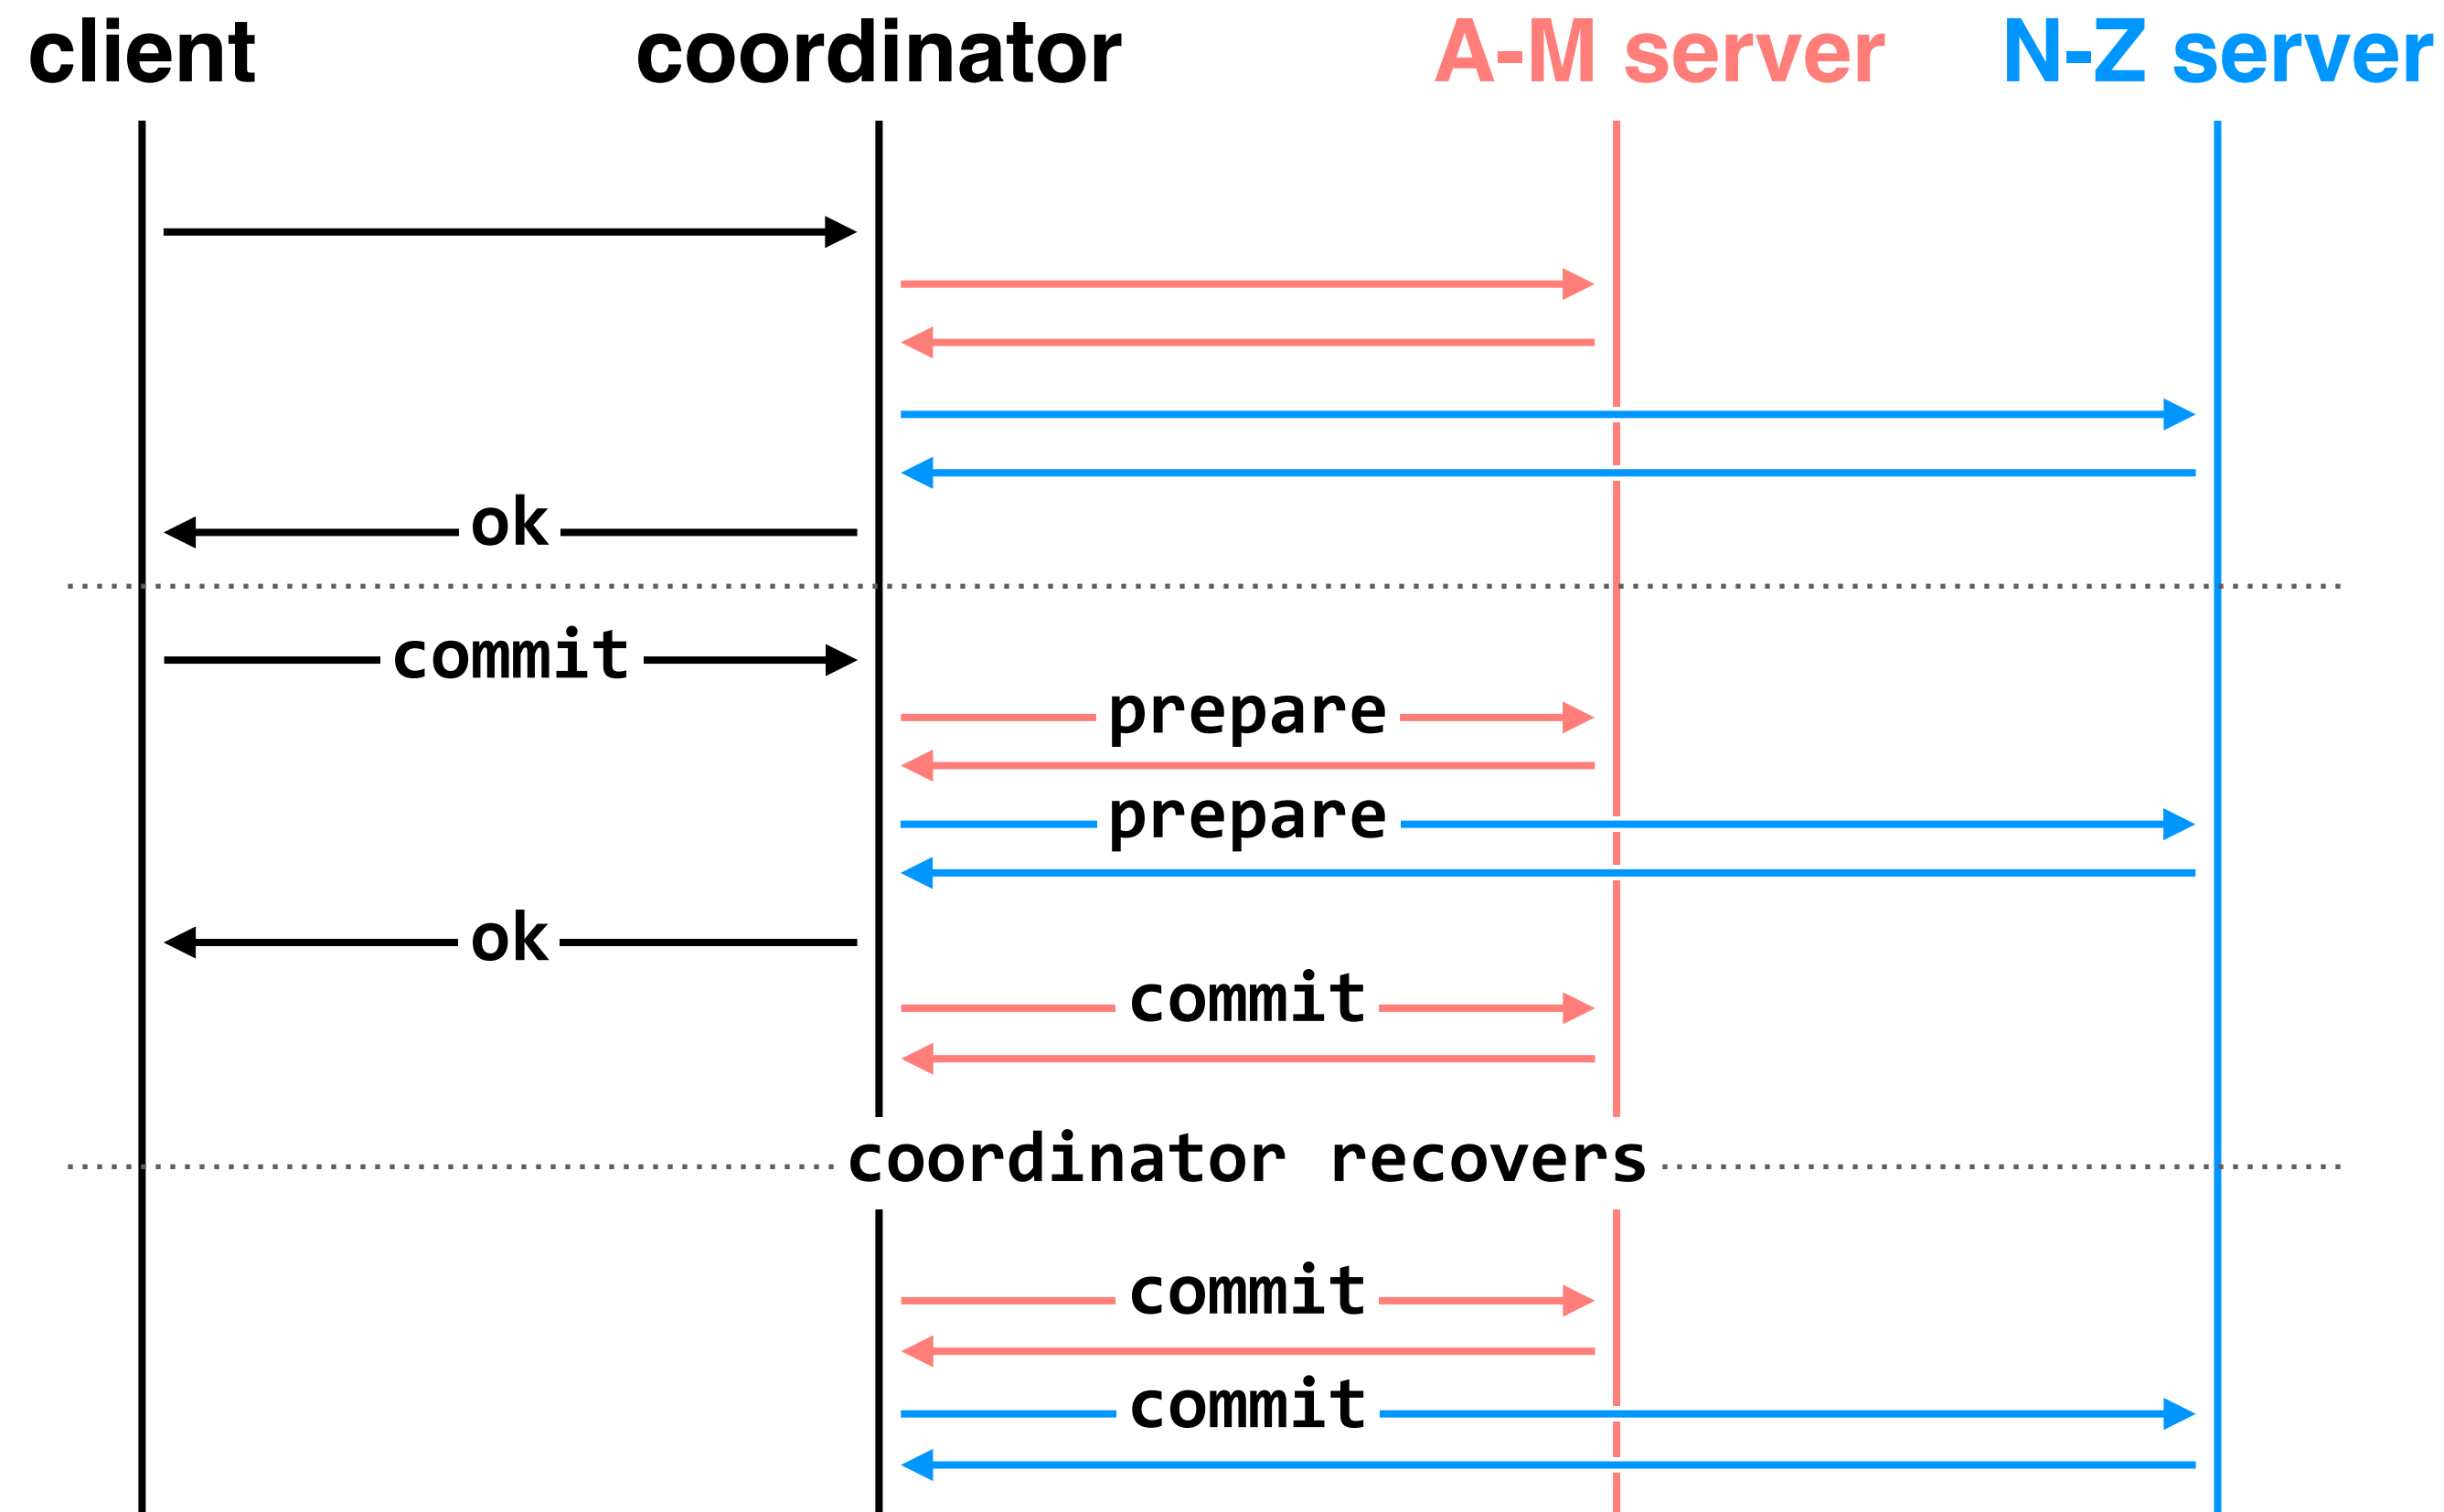 client coordinator A-M server N-Z server
ok
commit
prepare
prepare
ok
commit
coordinator recovers
commit
commit